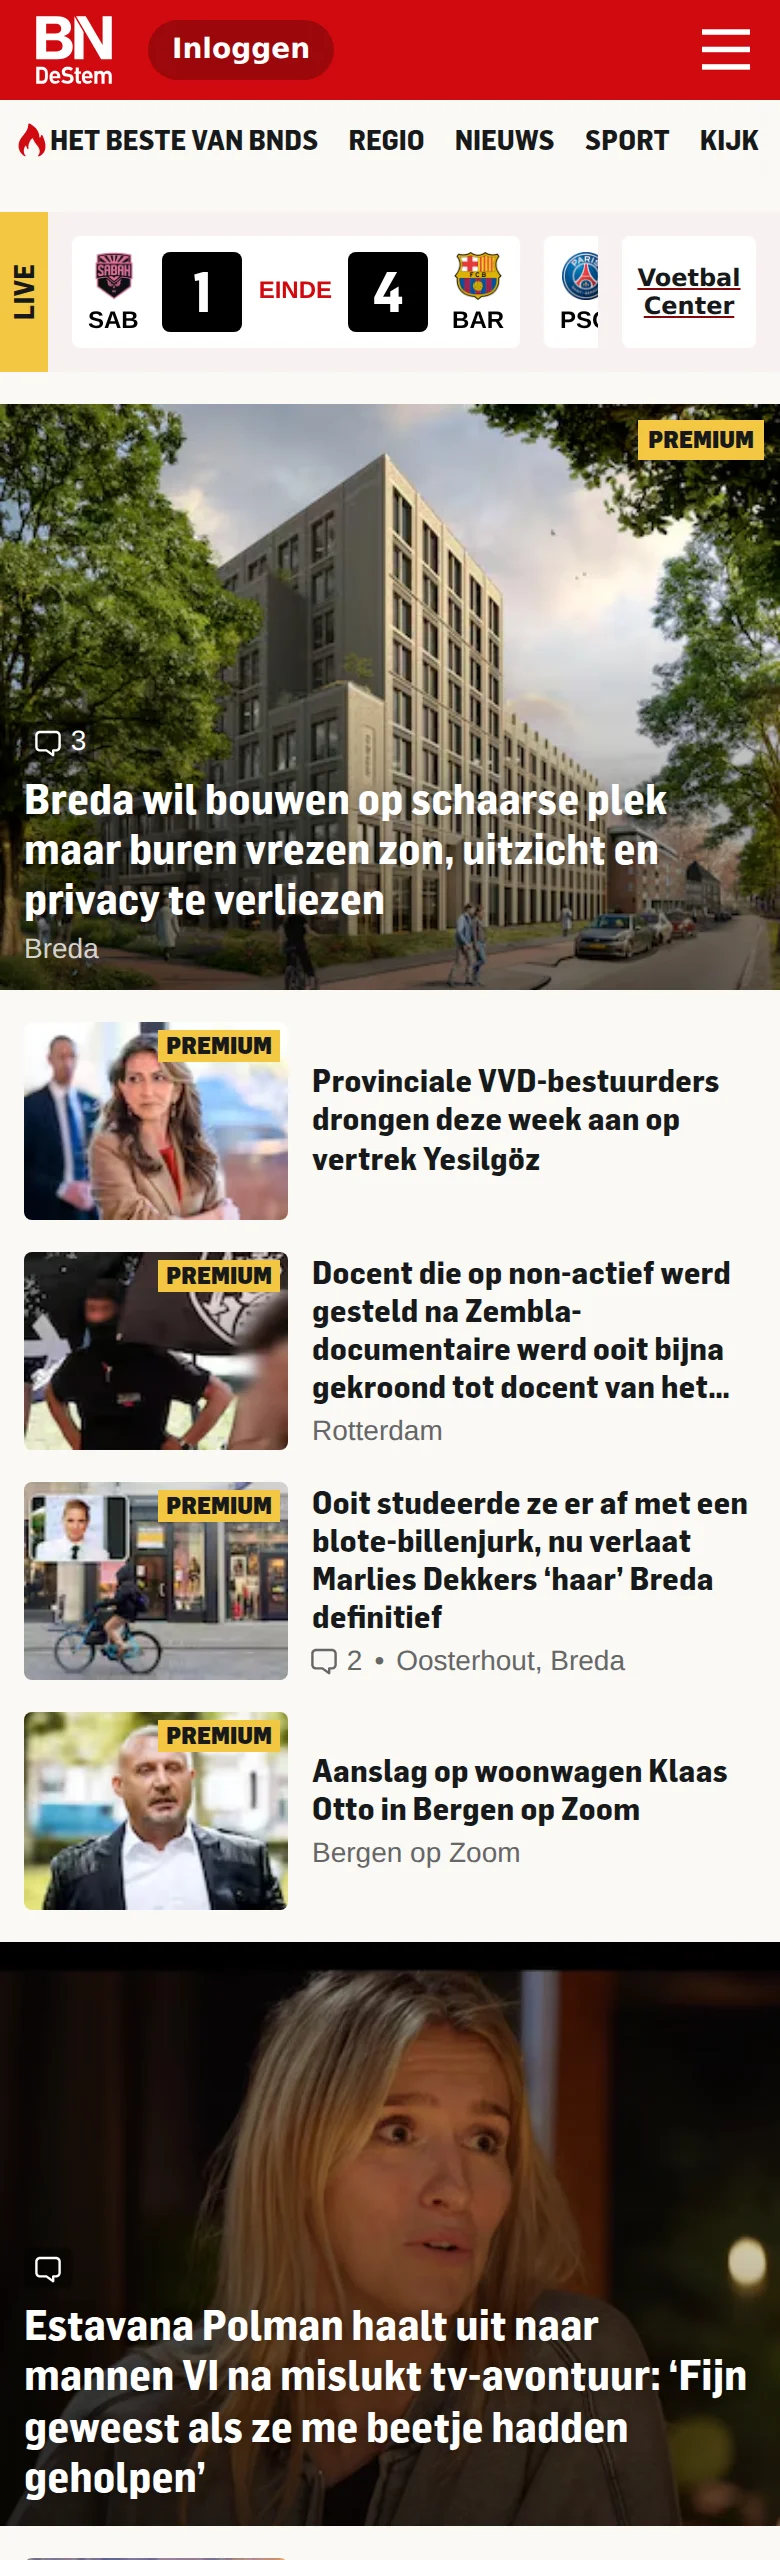 BN
DeStem
Inloggen
HET BESTE VAN BNDS REGIO NIEUWS SPORT KIJK
LIVE
SABAH
SAB
1
EINDE
4
FCB
BAR
PARIS
PSG
Voetbal
Center
PREMIUM
3
Breda wil bouwen op schaarse plek
maar buren vrezen zon, uitzicht en
privacy te verliezen
Breda
PREMIUM
Provinciale VVD-bestuurders
drongen deze week aan op
vertrek Yesilgöz
PREMIUM
Docent die op non-actief werd
gesteld na Zembla-
documentaire werd ooit bijna
gekroond tot docent van het...
Rotterdam
PREMIUM
Ooit studeerde ze er af met een
blote-billenjurk, nu verlaat
Marlies Dekkers ‘haar’ Breda
definitief
2 • Oosterhout, Breda
PREMIUM
Aanslag op woonwagen Klaas
Otto in Bergen op Zoom
Bergen op Zoom
Estavana Polman haalt uit naar
mannen VI na mislukt tv-avontuur: ‘Fijn
geweest als ze me beetje hadden
geholpen’